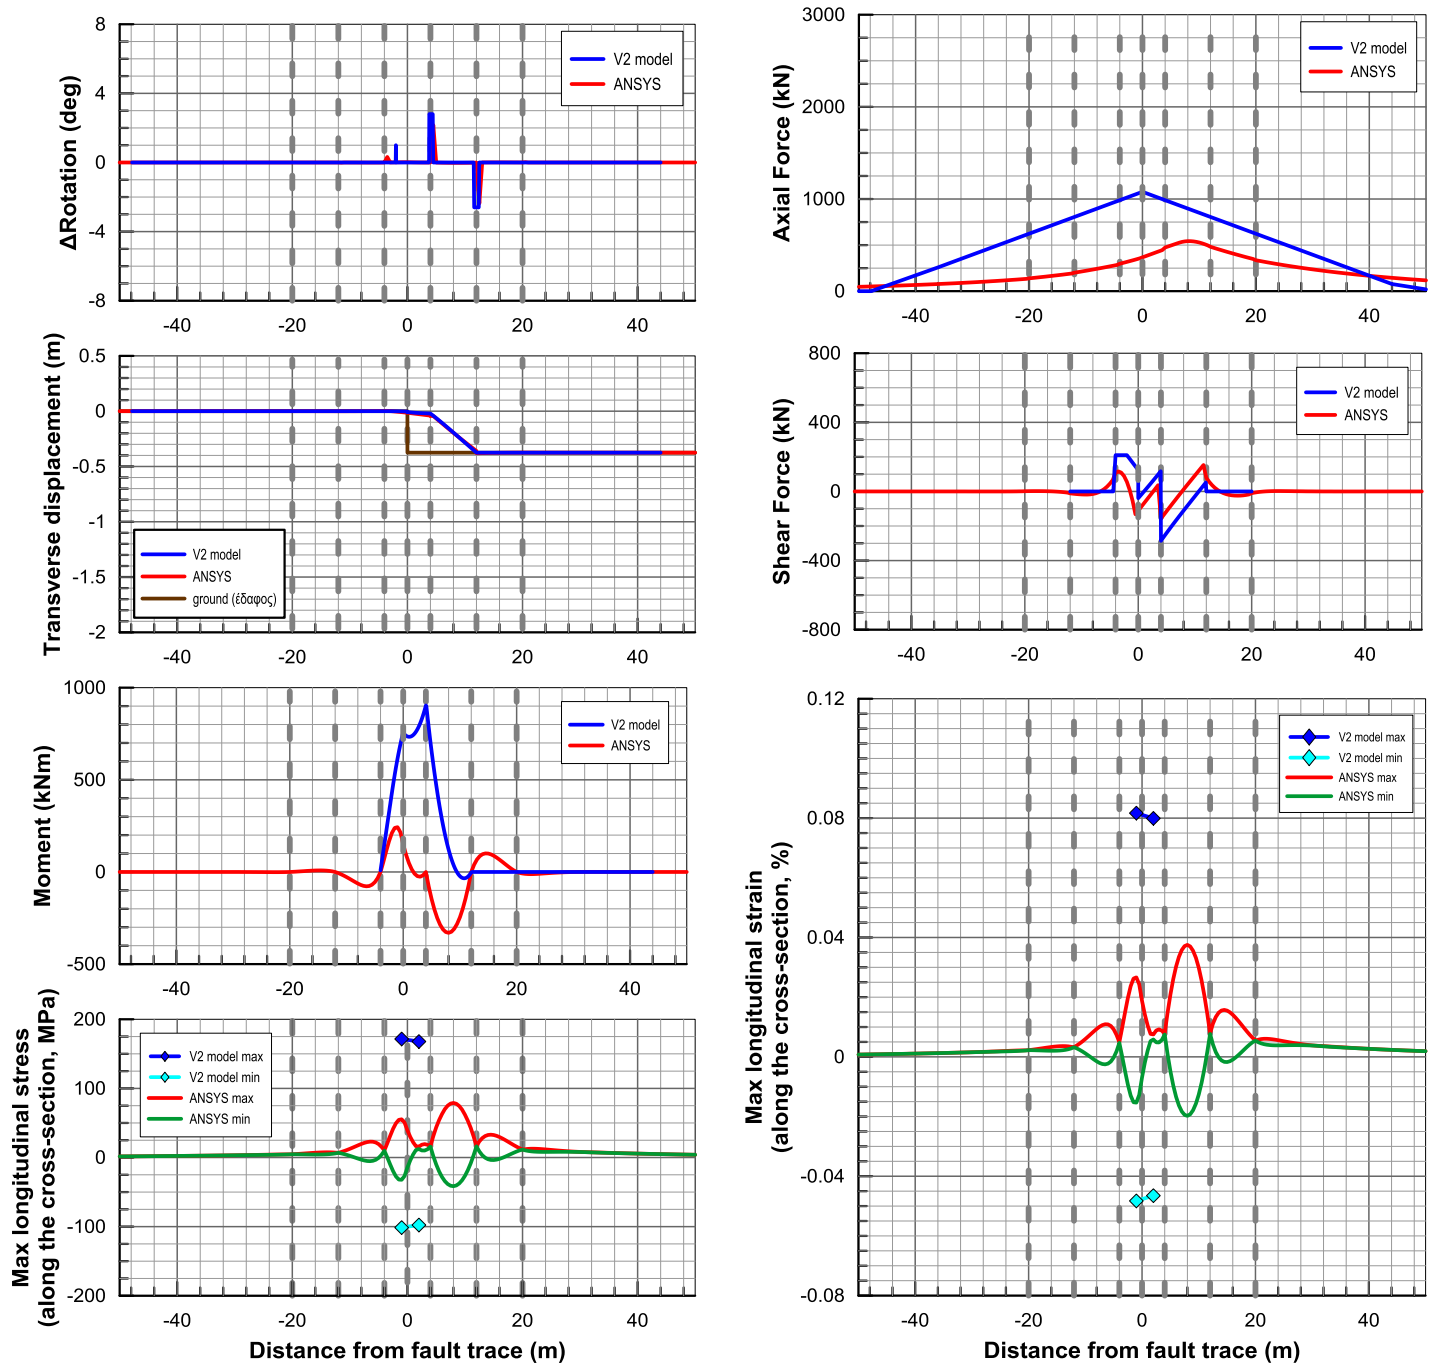 ΔRotation (deg)
8
4
0
-4
-8
V2 model
ANSYS
-40
-20
0
20
40
Axial Force (kN)
3000
2000
1000
0
V2 model
ANSYS
-40
-20
0
20
40
Transverse displacement (m)
0.5
0
-0.5
-1
-1.5
-2
V2 model
ANSYS
ground (έδαφος)
-40
-20
0
20
40
Shear Force (kN)
800
400
0
-400
-800
V2 model
ANSYS
-40
-20
0
20
40
Moment (kNm)
1000
500
0
-500
V2 model
ANSYS
-40
-20
0
20
40
Max longitudinal stress
(along the cross-section, MPa)
200
100
0
-100
-200
V2 model max
V2 model min
ANSYS max
ANSYS min
-40
-20
0
20
40
Distance from fault trace (m)
Max longitudinal strain
(along the cross-section, %)
0.12
0.08
0.04
0
-0.04
-0.08
V2 model max
V2 model min
ANSYS max
ANSYS min
-40
-20
0
20
40
Distance from fault trace (m)